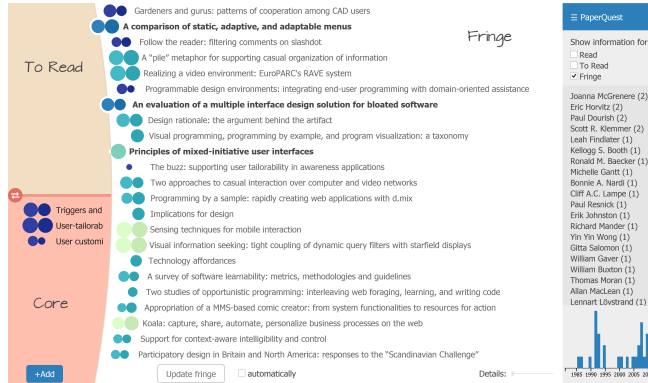 Gardeners and gurus: patterns of cooperation among CAD users
A comparison of static, adaptive, and adaptable menus
Follow the reader: filtering comments on slashdot
A “pile” metaphor for supporting casual organization of information
Realizing a video environment: EuroPARC's RAVE system
Programmable design environments: integrating end-user programming with domain-oriented assistance
An evaluation of a multiple interface design solution for bloated software
Design rationale: the argument behind the artifact
Visual programming, programming by example, and program visualization: a taxonomy
Principles of mixed-initiative user interfaces
The buzz: supporting user tailorability in awareness applications
Two approaches to casual interaction over computer and video networks
Programming by a sample: rapidly creating web applications with d.mix
Implications for design
Sensing techniques for mobile interaction
Visual information seeking: tight coupling of dynamic query filters with starfield displays
Technology affordances
A survey of software learnability: metrics, methodologies and guidelines
Two studies of opportunistic programming: interleaving web foraging, learning, and writing code
Appropriation of a MMS-based comic creator: from system functionalities to resources for action
Koala: capture, share, automate, personalize business processes on the web
Support for context-aware intelligibility and control
Participatory design in Britain and North America: responses to the “Scandinavian Challenge”
Fringe
To Read
Triggers and
User-tailorab
User customi
Core
+Add
Update fringe
automatically
Details:
☰ PaperQuest
Show information for
Read
To Read
Fringe
Joanna McGrenere (2)
Eric Horvitz (2)
Paul Dourish (2)
Scott R. Klemmer (2)
Leah Findlater (1)
Kellogg S. Booth (1)
Ronald M. Baecker (1)
Michelle Gantt (1)
Bonnie A. Nardi (1)
Cliff A.C. Lampe (1)
Paul Resnick (1)
Erik Johnston (1)
Richard Mander (1)
Yin Yin Wong (1)
Gitta Salomon (1)
William Gaver (1)
William Buxton (1)
Thomas Moran (1)
Allan MacLean (1)
Lennart Lövstrand (1)
1985 1990 1995 2000 2005 20